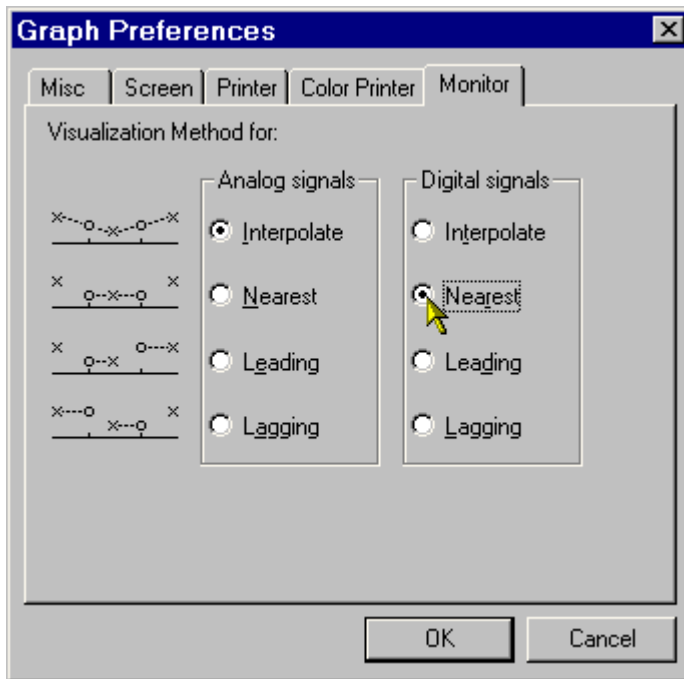 Graph Preferences
Misc Screen Printer Color Printer Monitor
Visualization Method for:
Analog signals Digital signals
Interpolate Interpolate
Nearest Nearest
Leading Leading
Lagging Lagging
OK Cancel